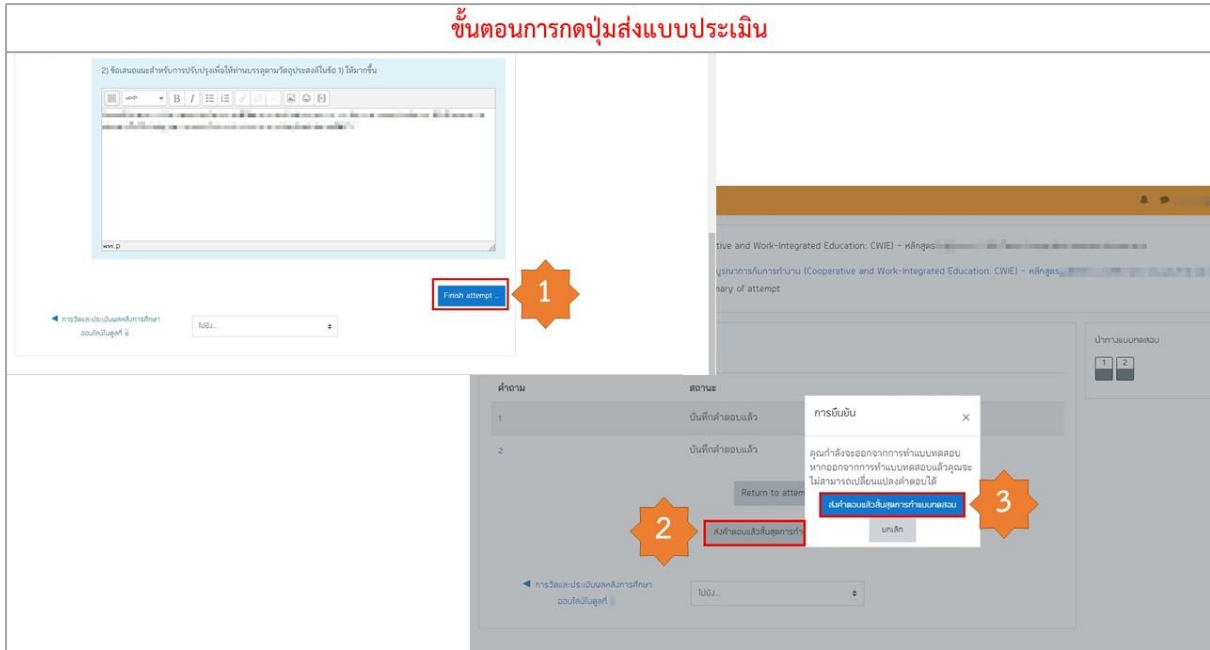 ขั้นตอนการกดปุ่มส่งแบบประเมิน
2) ข้อเสนอแนะสำหรับการปรับปรุงเพื่อให้ท่านบรรลุตามวัตถุประสงค์ในข้อ 1) ให้มากขึ้น
B I
พาธ: p
Finish attempt ...
1
◀ การวัดและประเมินผลหลังการศึกษา
ออนไลน์โมดูลที่
ไปยัง...
tive and Work-Integrated Education: CWIE) - หลักสูตร
บูรณาการกับการทำงาน (Cooperative and Work-Integrated Education: CWIE) - หลักสูตร
mary of attempt
นำทางแบบทดสอบ
1 2
คำถาม สถานะ
1 บันทึกคำตอบแล้ว
2 บันทึกคำตอบแล้ว
การยืนยัน ×
คุณกำลังจะออกจากการทำแบบทดสอบ
หากออกจากการทำแบบทดสอบแล้วคุณจะ
ไม่สามารถเปลี่ยนแปลงคำตอบได้
ส่งคำตอบแล้วสิ้นสุดการทำแบบทดสอบ
3
ยกเลิก
Return to attem
2
ส่งคำตอบแล้วสิ้นสุดการทำ
◀ การวัดและประเมินผลหลังการศึกษา
ออนไลน์โมดูลที่
ไปยัง...